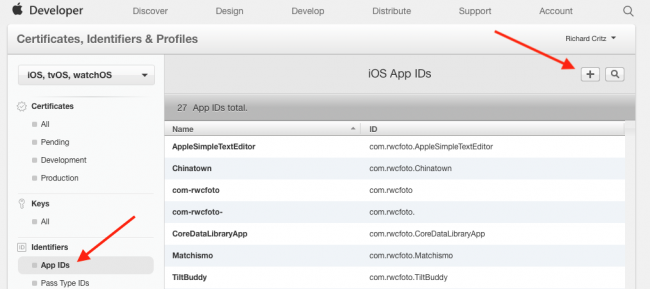 Developer Discover Design Develop Distribute Support Account
Certificates, Identifiers & Profiles Richard Critz
iOS, tvOS, watchOS
Certificates
All
Pending
Development
Production
Keys
All
ID Identifiers
App IDs
Pass Type IDs
iOS App IDs
27 App IDs total.
Name ID
AppleSimpleTextEditor com.rwcfoto.AppleSimpleTextEditor
Chinatown com.rwcfoto.Chinatown
com-rwcfoto com.rwcfoto
com-rwcfoto- com.rwcfoto.
CoreDataLibraryApp com.rwcfoto.CoreDataLibraryApp
Matchismo com.rwcfoto.Matchismo
TiltBuddy com.rwcfoto.TiltBuddy